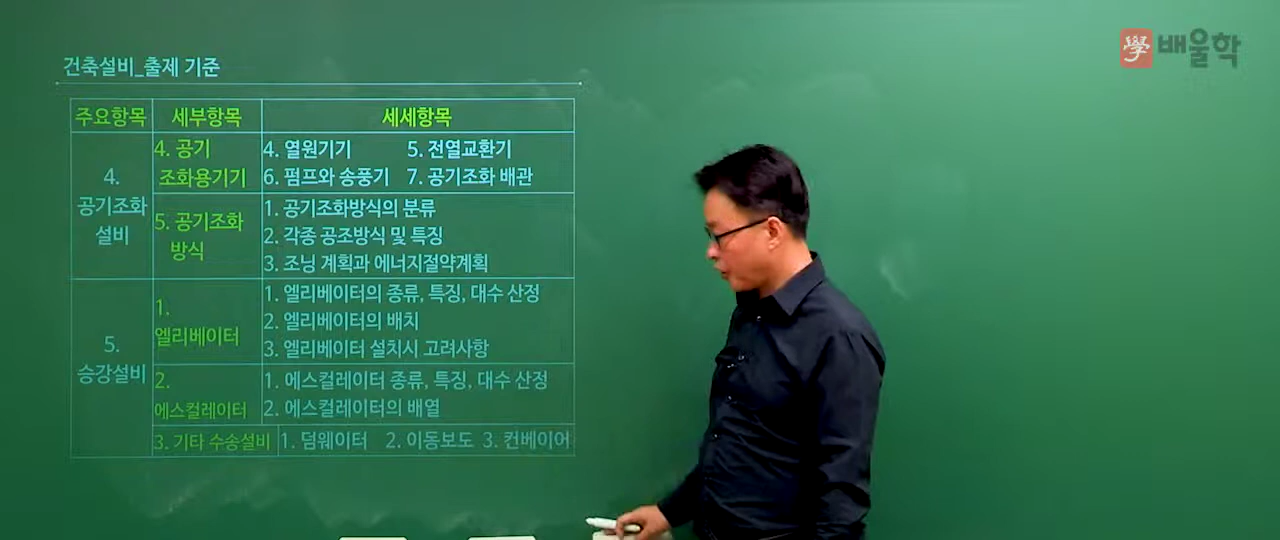 건축설비_출제 기준
學 배울학
주요항목 세부항목 세세항목
4. 공기조화 설비
4. 공기 조화용기기
4. 열원기기 5. 전열교환기
6. 펌프와 송풍기 7. 공기조화 배관
5. 공기조화 방식
1. 공기조화방식의 분류
2. 각종 공조방식 및 특징
3. 조닝 계획과 에너지절약계획
5. 승강설비
1. 엘리베이터
1. 엘리베이터의 종류, 특징, 대수 산정
2. 엘리베이터의 배치
3. 엘리베이터 설치시 고려사항
2. 에스컬레이터
1. 에스컬레이터 종류, 특징, 대수 산정
2. 에스컬레이터의 배열
3. 기타 수송설비 1. 덤웨이터 2. 이동보도 3. 컨베이어